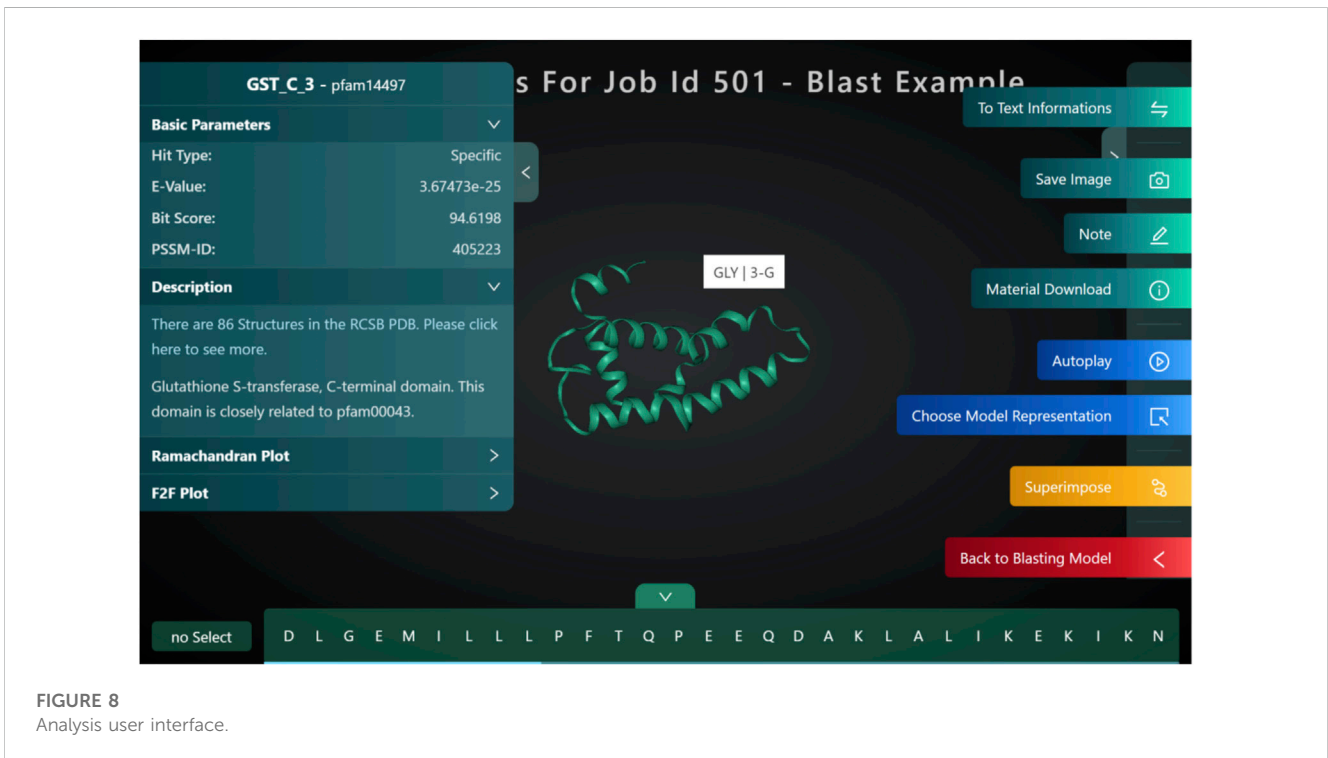 s For Job Id 501 - Blast Example
GST_C_3 - pfam14497
Basic Parameters
Hit Type: Specific
E-Value: 3.67473e-25
Bit Score: 94.6198
PSSM-ID: 405223
Description
There are 86 Structures in the RCSB PDB. Please click
here to see more.
Glutathione S-transferase, C-terminal domain. This
domain is closely related to pfam00043.
Ramachandran Plot
F2F Plot
GLY | 3-G
To Text Informations
Save Image
Note
Material Download
Autoplay
Choose Model Representation
Superimpose
Back to Blasting Model
no Select D L G E M I L L L P F T Q P E E Q D A K L A L I K E K I K N
FIGURE 8
Analysis user interface.